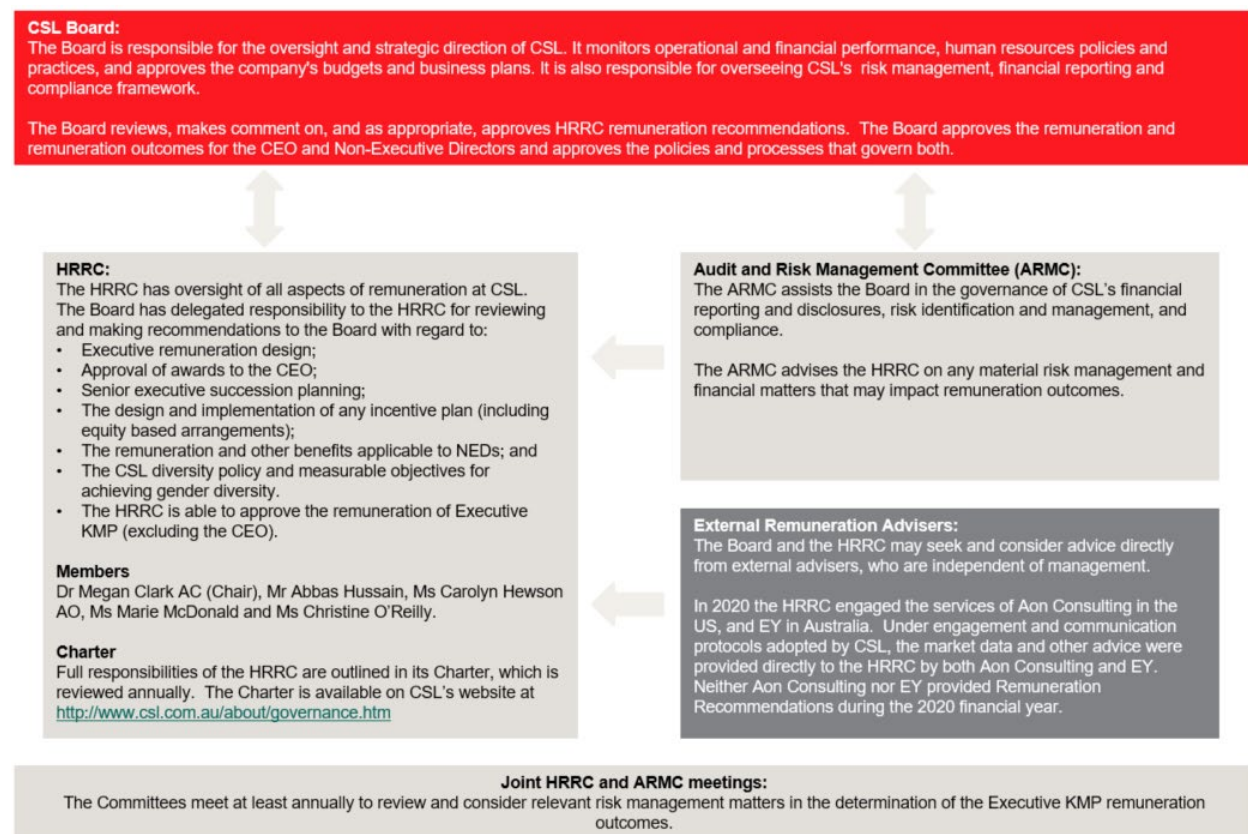 CSL Board:
The Board is responsible for the oversight and strategic direction of CSL. It monitors operational and financial performance, human resources policies and
practices, and approves the company's budgets and business plans. It is also responsible for overseeing CSL's risk management, financial reporting and
compliance framework.
The Board reviews, makes comment on, and as appropriate, approves HRRC remuneration recommendations. The Board approves the remuneration and
remuneration outcomes for the CEO and Non-Executive Directors and approves the policies and processes that govern both.
HRRC:
The HRRC has oversight of all aspects of remuneration at CSL.
The Board has delegated responsibility to the HRRC for reviewing
and making recommendations to the Board with regard to:
• Executive remuneration design;
• Approval of awards to the CEO;
• Senior executive succession planning;
• The design and implementation of any incentive plan (including
equity based arrangements);
• The remuneration and other benefits applicable to NEDs; and
• The CSL diversity policy and measurable objectives for
achieving gender diversity.
• The HRRC is able to approve the remuneration of Executive
KMP (excluding the CEO).
Members
Dr Megan Clark AC (Chair), Mr Abbas Hussain, Ms Carolyn Hewson
AO, Ms Marie McDonald and Ms Christine O'Reilly.
Charter
Full responsibilities of the HRRC are outlined in its Charter, which is
reviewed annually. The Charter is available on CSL's website at
http://www.csl.com.au/about/governance.htm
Audit and Risk Management Committee (ARMC):
The ARMC assists the Board in the governance of CSL's financial
reporting and disclosures, risk identification and management, and
compliance.
The ARMC advises the HRRC on any material risk management and
financial matters that may impact remuneration outcomes.
External Remuneration Advisers:
The Board and the HRRC may seek and consider advice directly
from external advisers, who are independent of management.
In 2020 the HRRC engaged the services of Aon Consulting in the
US, and EY in Australia. Under engagement and communication
protocols adopted by CSL, the market data and other advice were
provided directly to the HRRC by both Aon Consulting and EY.
Neither Aon Consulting nor EY provided Remuneration
Recommendations during the 2020 financial year.
Joint HRRC and ARMC meetings:
The Committees meet at least annually to review and consider relevant risk management matters in the determination of the Executive KMP remuneration
outcomes.